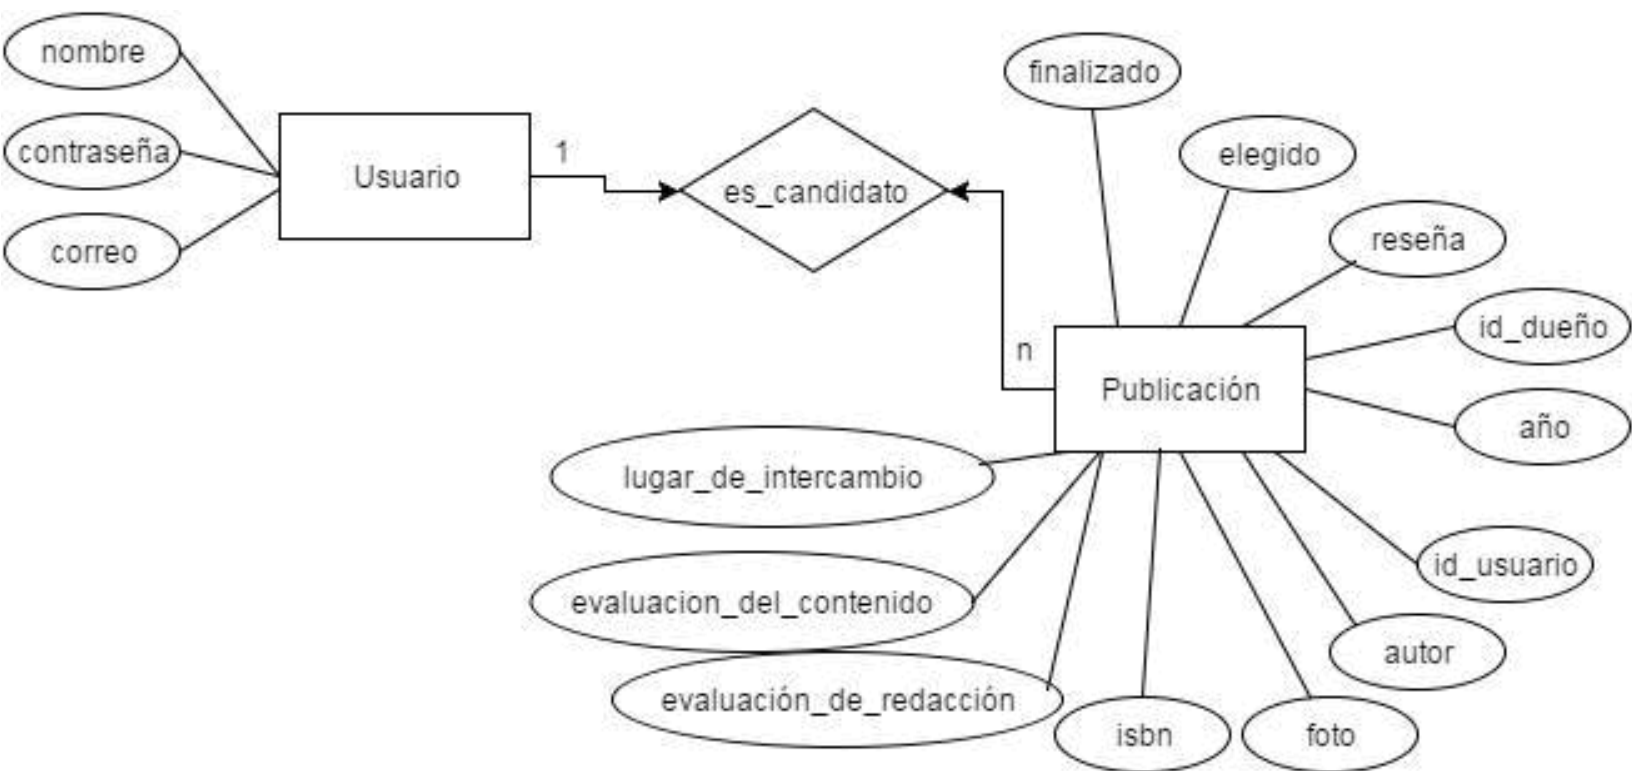 nombre
contraseña
correo
Usuario
1
es_candidato
n
finalizado
elegido
reseña
id_dueño
año
Publicación
lugar_de_intercambio
evaluacion_del_contenido
evaluación_de_redacción
isbn
foto
autor
id_usuario